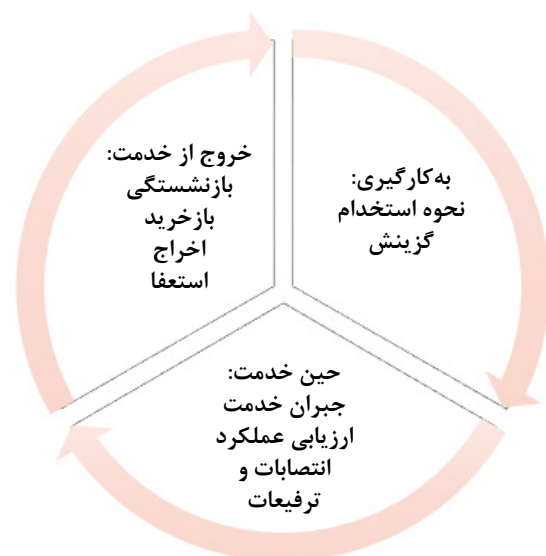 به‌کارگیری:
نحوه استخدام
گزینش
حین خدمت:
جبران خدمت
ارزیابی عملکرد
انتصابات و
ترفیعات
خروج از خدمت:
بازنشستگی
بازخرید
اخراج
استعفا